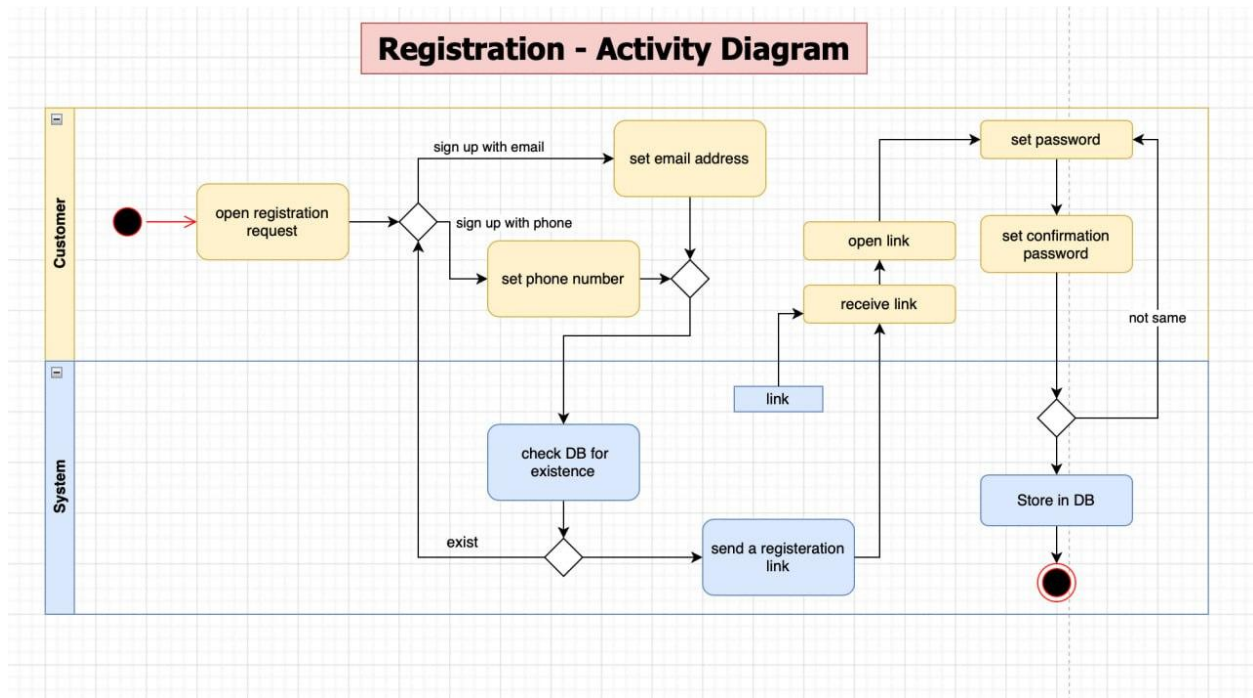 Registration - Activity Diagram
Customer
open registration
request
sign up with email
set email address
sign up with phone
set phone number
open link
receive link
set password
set confirmation
password
not same
System
link
check DB for
existence
exist
send a registeration
link
Store in DB